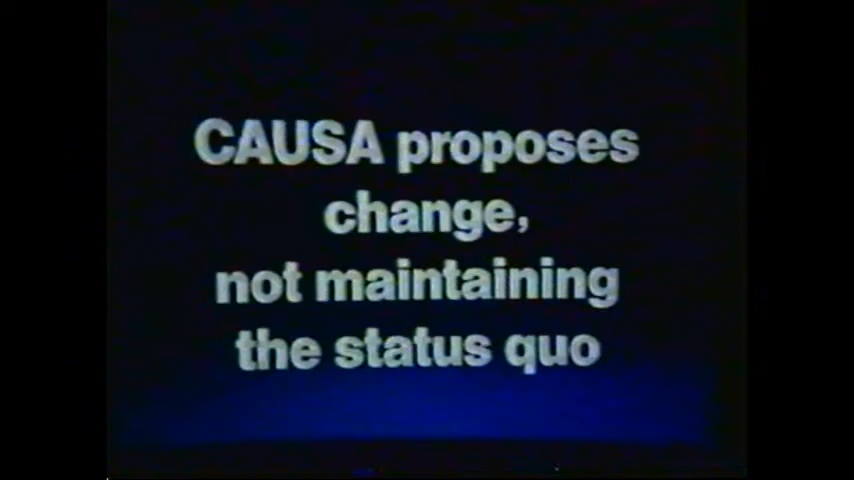 CAUSA proposes
change,
not maintaining
the status quo